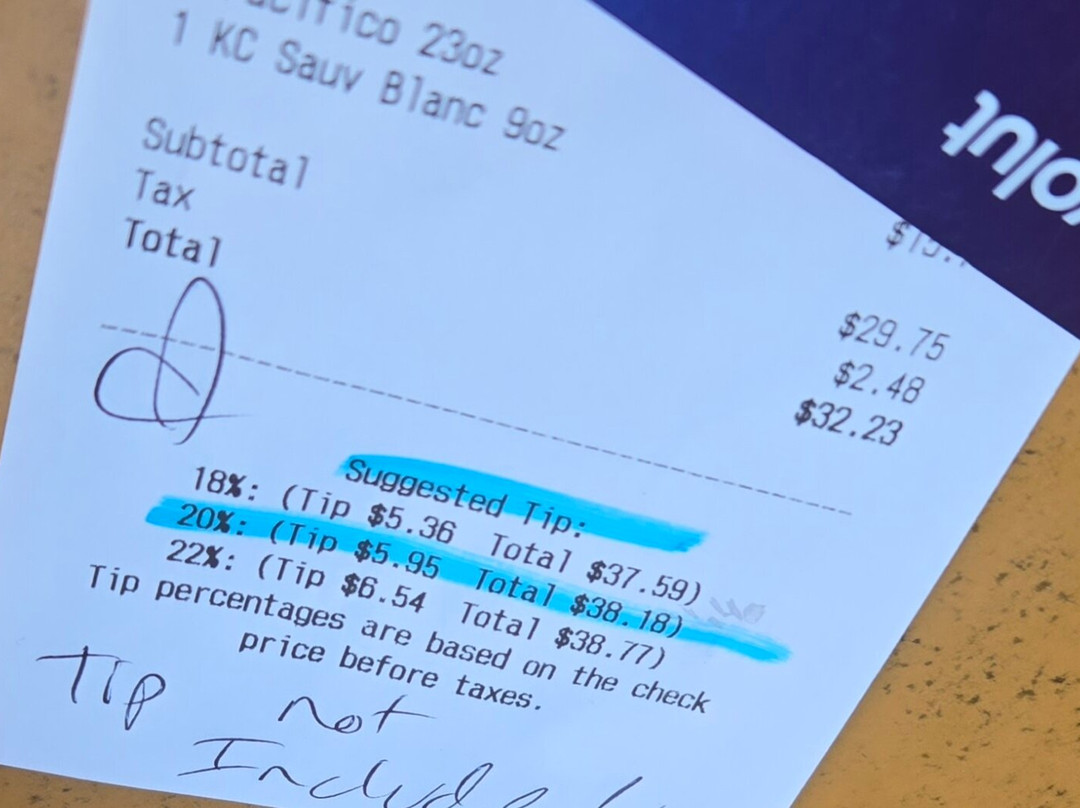 1 KC Sauv Blanc 9oz
23oz
Subtotal $29.75
Tax $2.48
Total $32.23
Suggested Tip:
18%: (Tip $5.36 Total $37.59)
20%: (Tip $5.95 Total $38.18)
22%: (Tip $6.54 Total $38.77)
Tip percentages are based on the check
price before taxes.
Tip not
Included